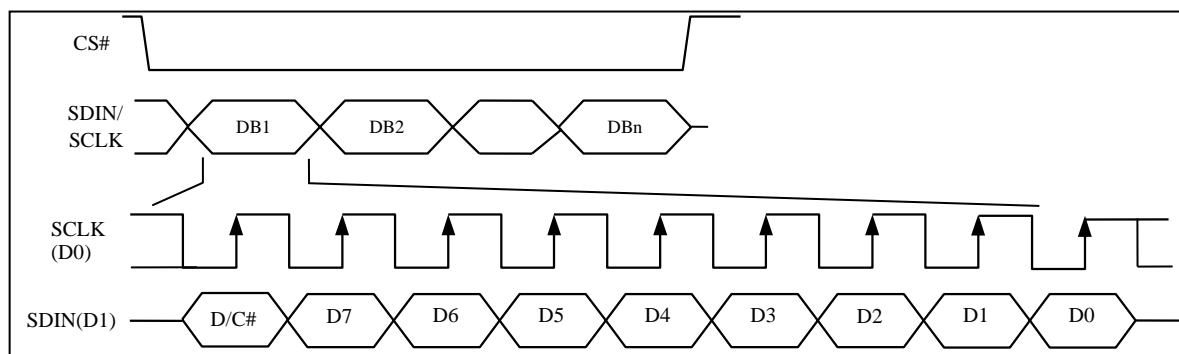 CS#
SDIN/
SCLK
DB1 DB2 DBn
SCLK
(D0)
SDIN(D1) D/C# D7 D6 D5 D4 D3 D2 D1 D0